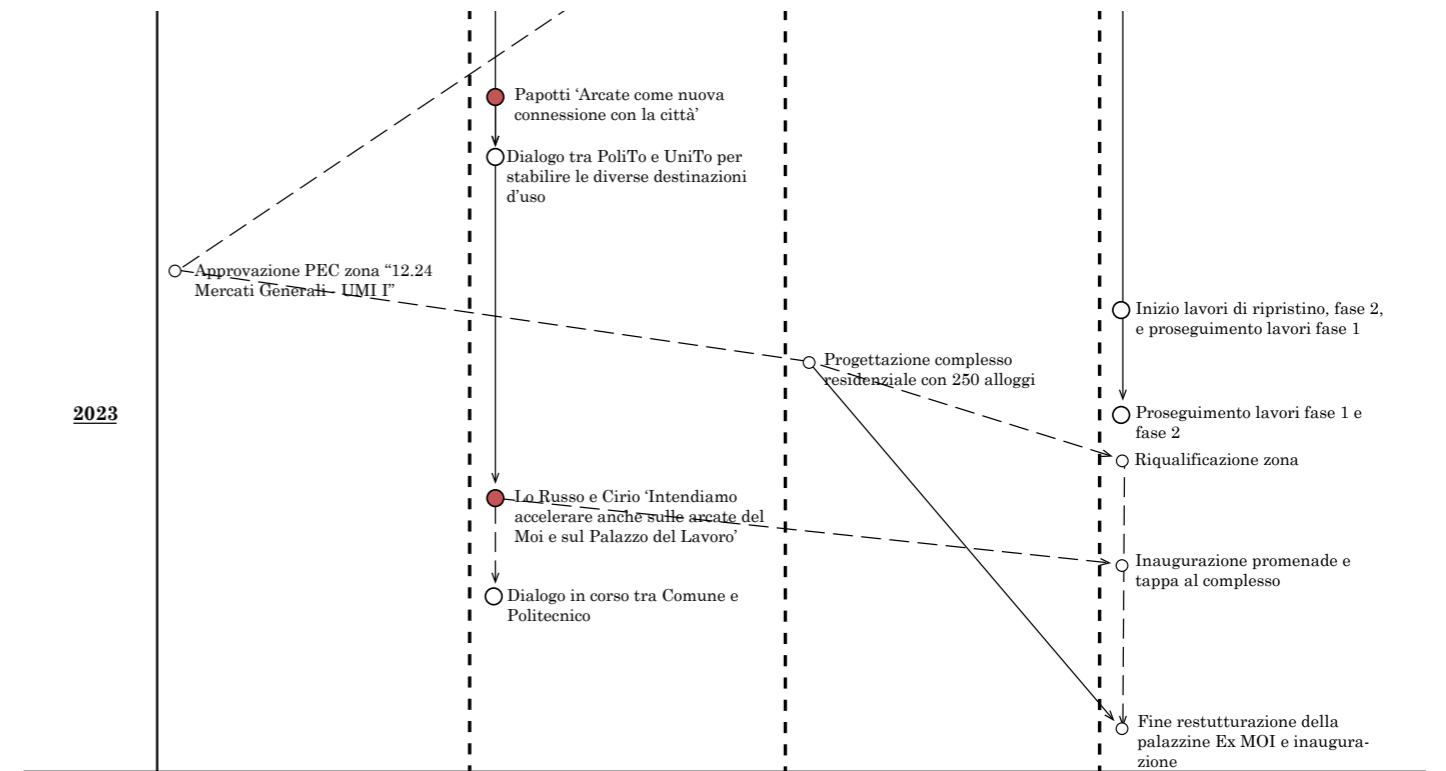 Papotti ‘Arcate come nuova
connessione con la città’
Dialogo tra PoliTo e UniTo per
stabilire le diverse destinazioni
d’uso
Approvazione PEC zona “12.24
Mercati Generali - UMI I”
Inizio lavori di ripristino, fase 2,
e proseguimento lavori fase 1
Progettazione complesso
residenziale con 250 alloggi
2023
Proseguimento lavori fase 1 e
fase 2
Riqualificazione zona
Lo Russo e Cirio ‘Intendiamo
accelerare anche sulle arcate del
Moi e sul Palazzo del Lavoro’
Inaugurazione promenade e
tappa al complesso
Dialogo in corso tra Comune e
Politecnico
Fine restutturazione della
palazzine Ex MOI e inaugura-
zione